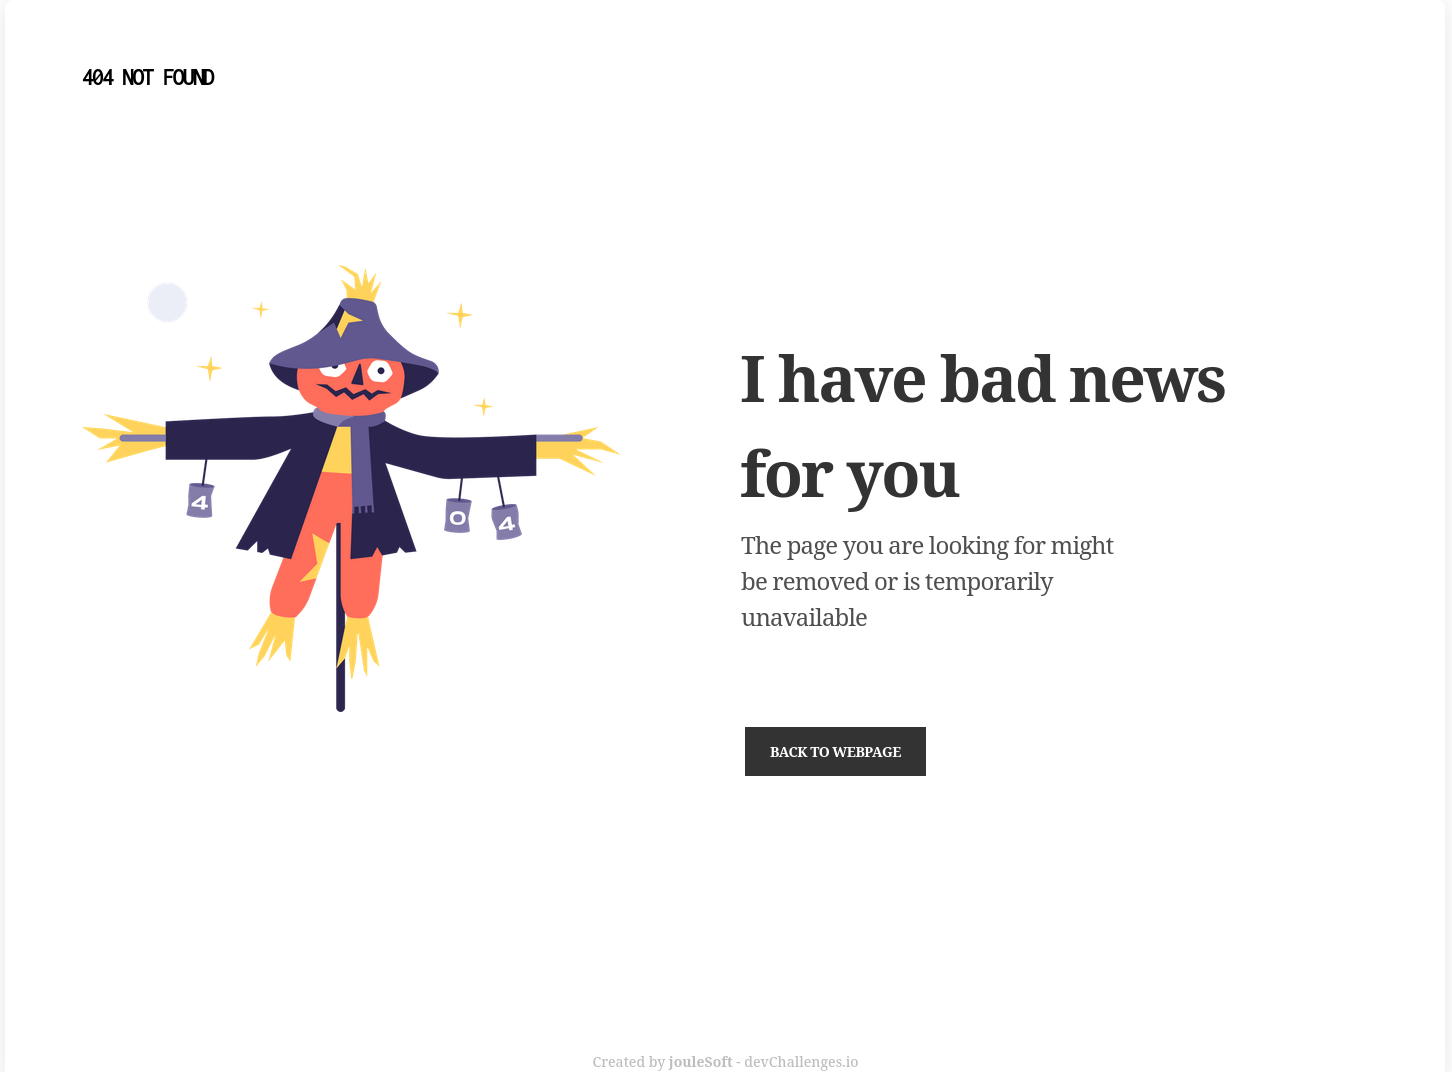 404 NOT FOUND
4
0
4
I have bad news
for you
The page you are looking for might
be removed or is temporarily
unavailable
BACK TO WEBPAGE
Created by jouleSoft - devChallenges.io